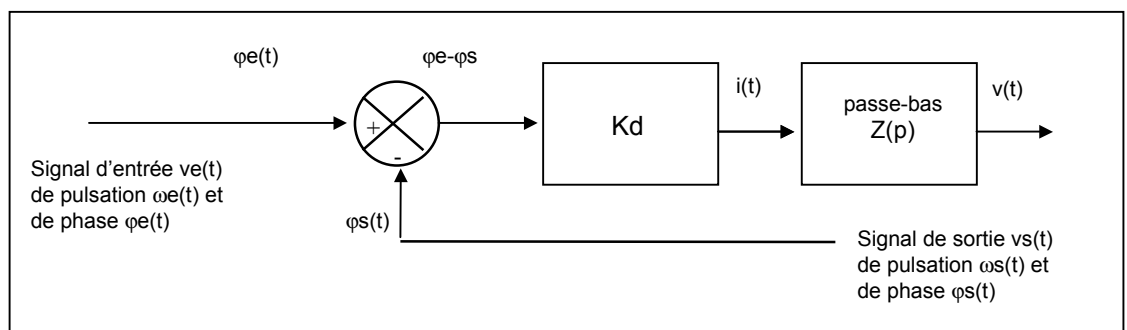 φe(t)
φe-φs
i(t)
v(t)
+
-
Kd
passe-bas
Z(p)
Signal d’entrée ve(t)
de pulsation ωe(t) et
de phase φe(t)
φs(t)
Signal de sortie vs(t)
de pulsation ωs(t) et
de phase φs(t)